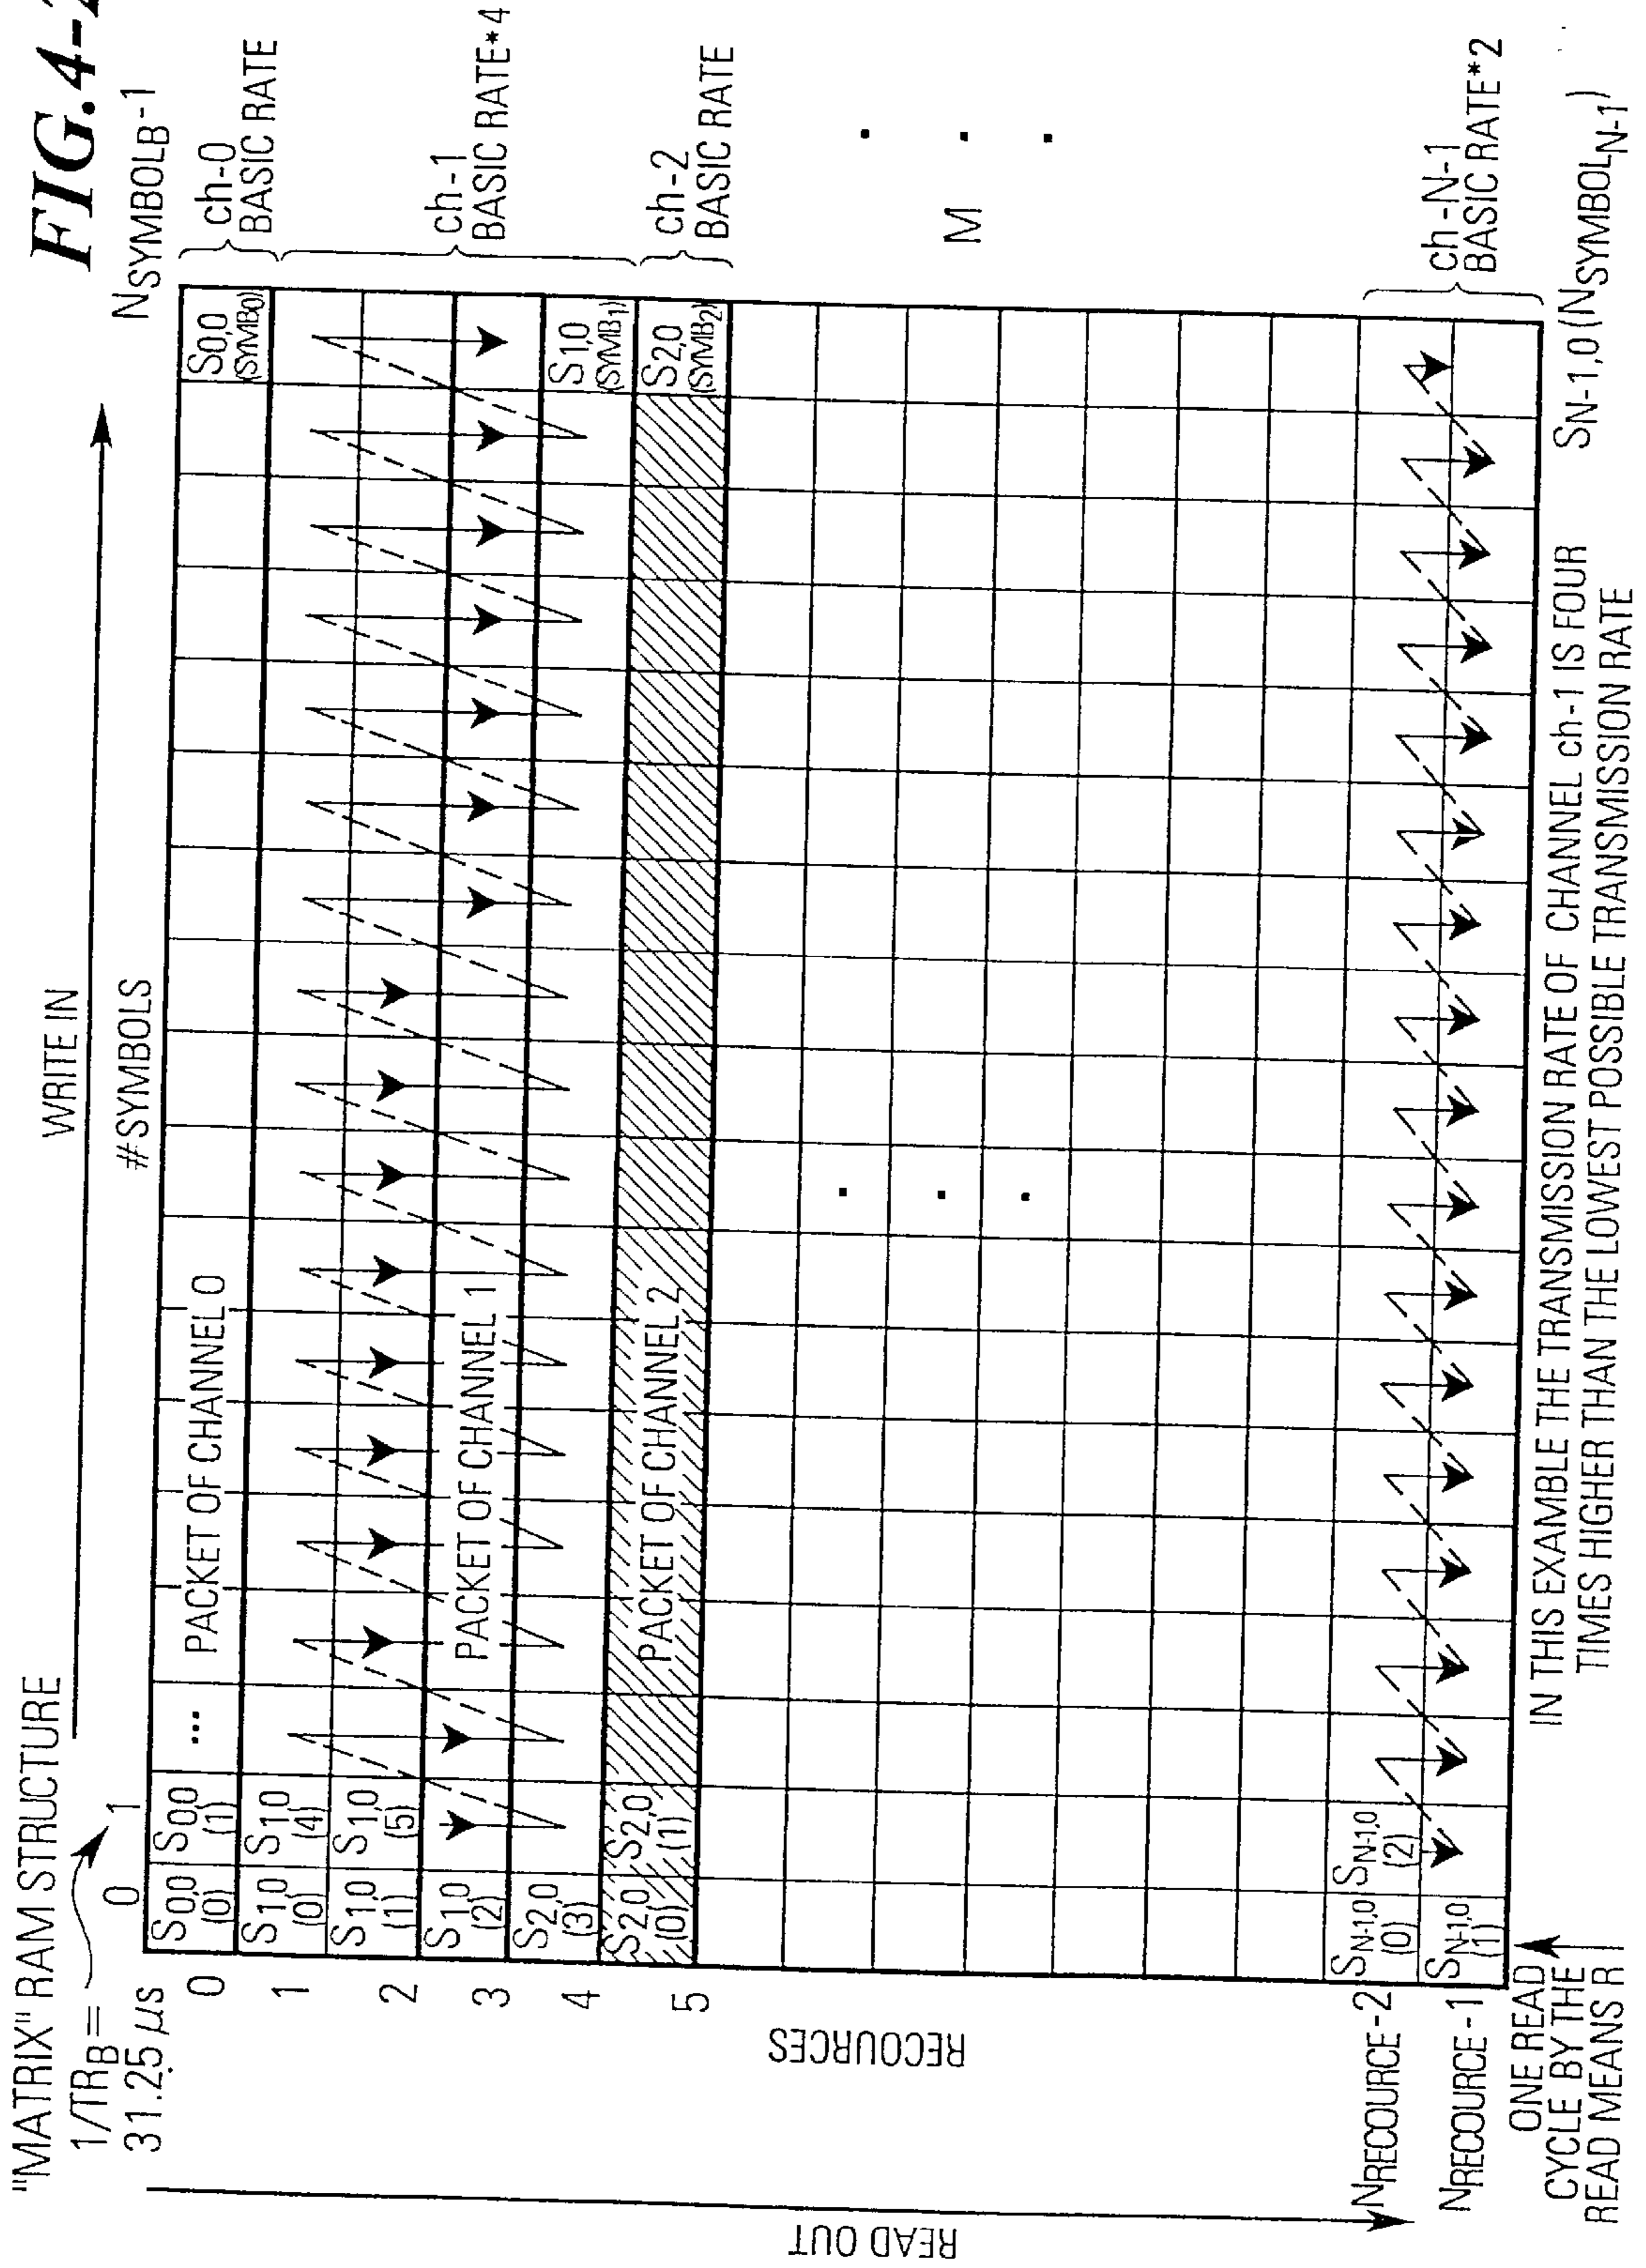 FIG.4-2
"MATRIX" RAM STRUCTURE
WRITE IN
1/TRB =
31.25 µs
0 1 #SYMBOLS NSYMBOLB-1
READ OUT
RECOURCES
0
1
2
3
4
5
NRECOURCE-2
NRECOURCE-1
S0,0 (0)
S0,0 (1)
...
PACKET OF CHANNEL 0
S0,0 (SYMB0)
S1,0 (0)
S1,0 (4)
S1,0 (1)
S1,0 (5)
S1,0 (2)
PACKET OF CHANNEL 1
S2,0 (3)
S1,0 (SYMB1)
S2,0 (0)
S2,0 (1)
PACKET OF CHANNEL 2
S2,0 (SYMB2)
. . .
SN-1,0 (0)
SN-1,0 (2)
SN-1,0 (1)
ch-0
BASIC RATE
ch-1
BASIC RATE*4
ch-2
BASIC RATE
M
. . .
ch-N-1
BASIC RATE*2
SN-1,0 (NSYMBOLN-1)
ONE READ
CYCLE BY THE
READ MEANS R
IN THIS EXAMBLE THE TRANSMISSION RATE OF CHANNEL ch-1 IS FOUR
TIMES HIGHER THAN THE LOWEST POSSIBLE TRANSMISSION RATE